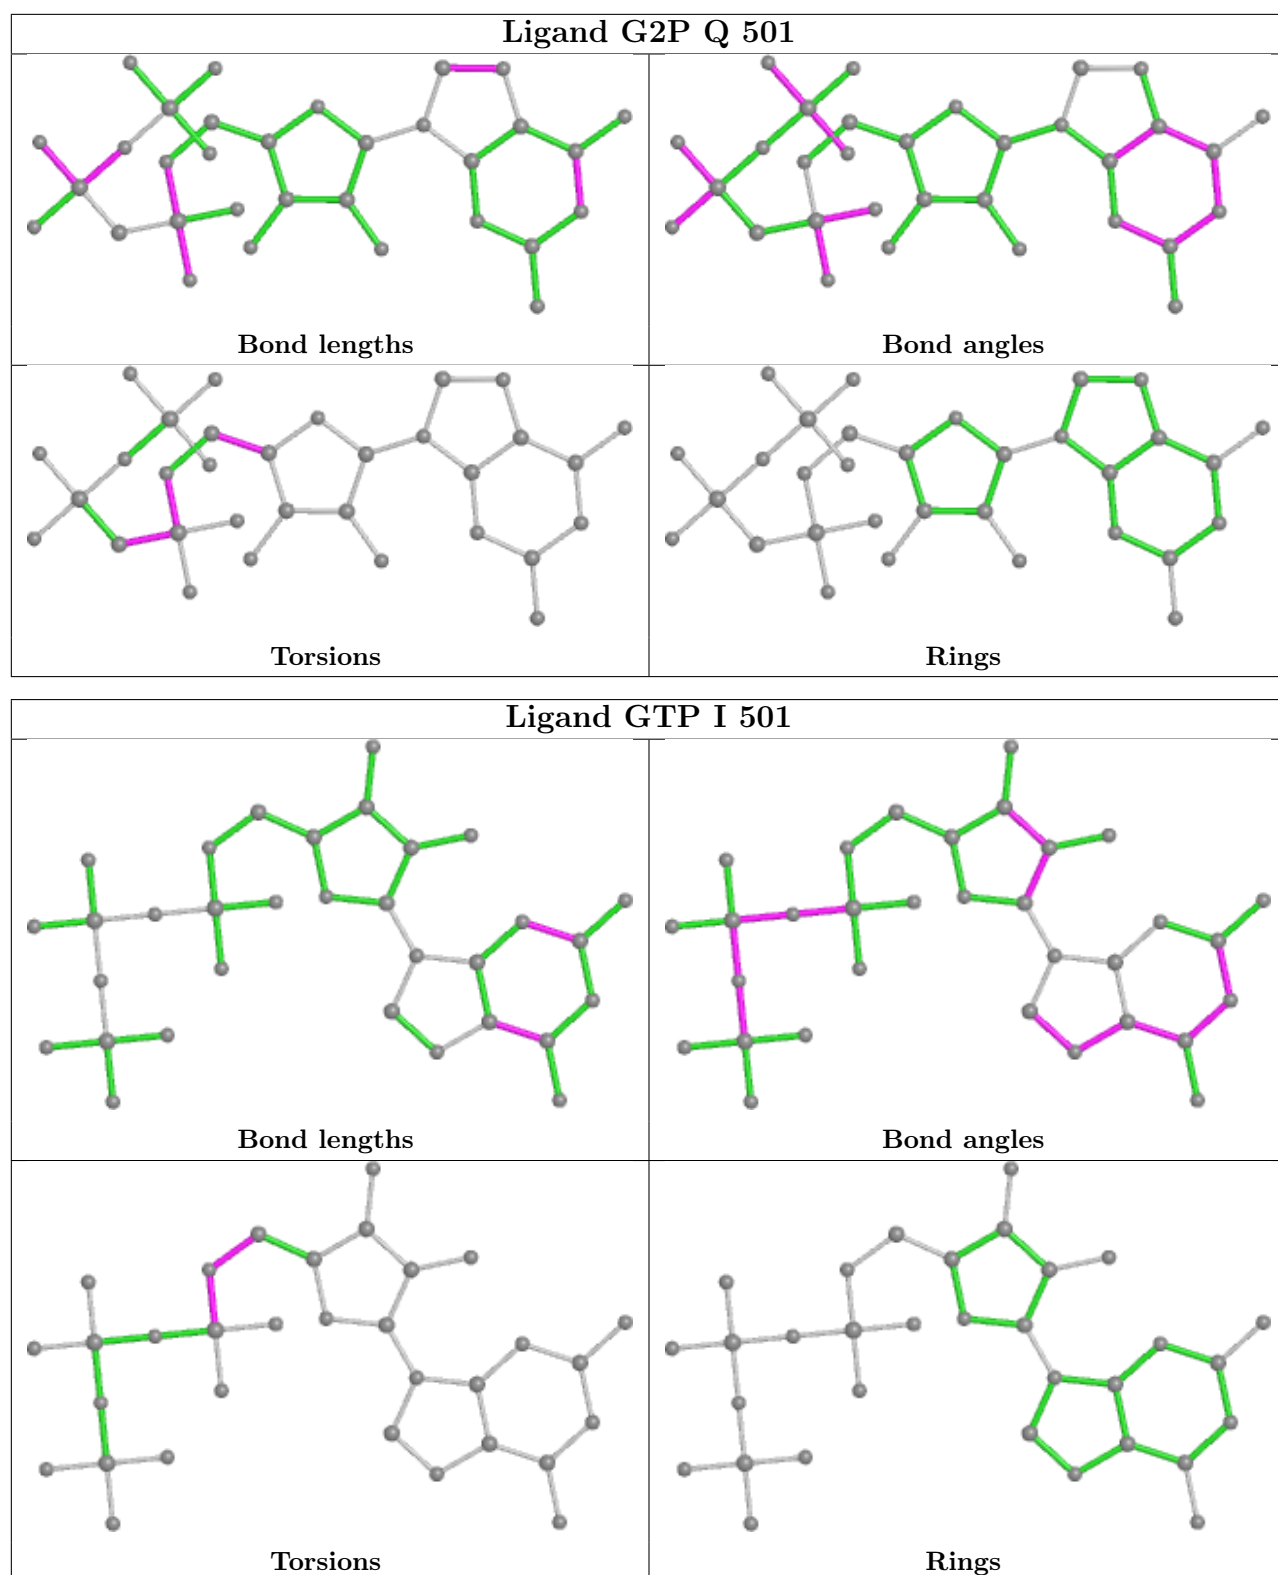 Ligand G2P Q 501
Bond lengths
Bond angles
Torsions
Rings
Ligand GTP I 501
Bond lengths
Bond angles
Torsions
Rings